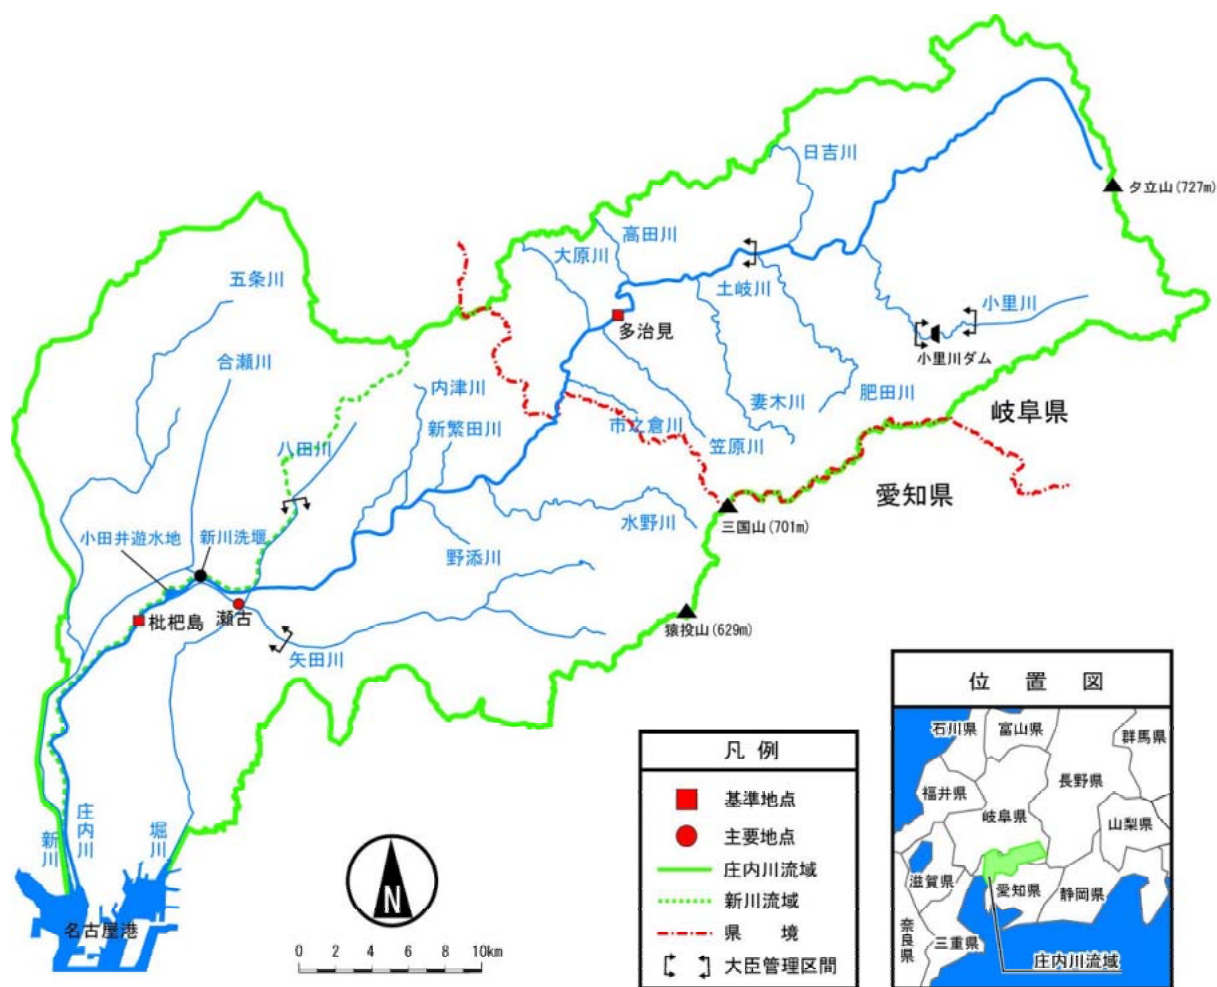 日吉川
夕立山(727m)
高田川
大原川
五条川
土岐川
小里川
多治見
小里川ダム
合瀬川
内津川
妻木川
肥田川
岐阜県
市之倉川
新繁田川
笠原川
八田川
愛知県
水野川
三国山(701m)
小田井遊水地
新川洗堰
野添川
枇杷島
瀬古
猿投山(629m)
矢田川
新川
庄内川
堀川
名古屋港
N
0 2 4 6 8 10km
凡例
基準地点
主要地点
庄内川流域
新川流域
県境
大臣管理区間
位置図
石川県
富山県
群馬県
長野県
福井県
岐阜県
山梨県
滋賀県
愛知県
静岡県
奈良県
三重県
庄内川流域